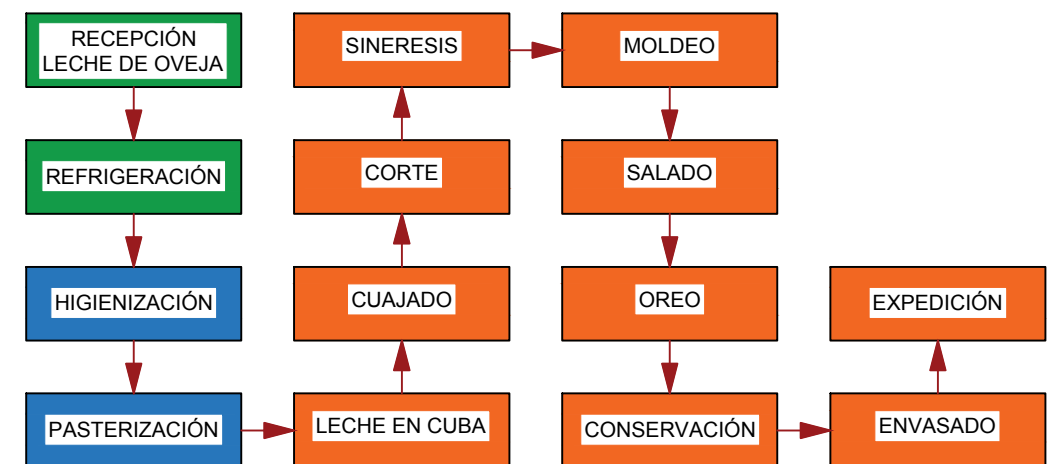 RECEPCIÓN
LECHE DE OVEJA
REFRIGERACIÓN
HIGIENIZACIÓN
PASTERIZACIÓN
LECHE EN CUBA
CUAJADO
CORTE
SINERESIS
MOLDEO
SALADO
OREO
CONSERVACIÓN
ENVASADO
EXPEDICIÓN